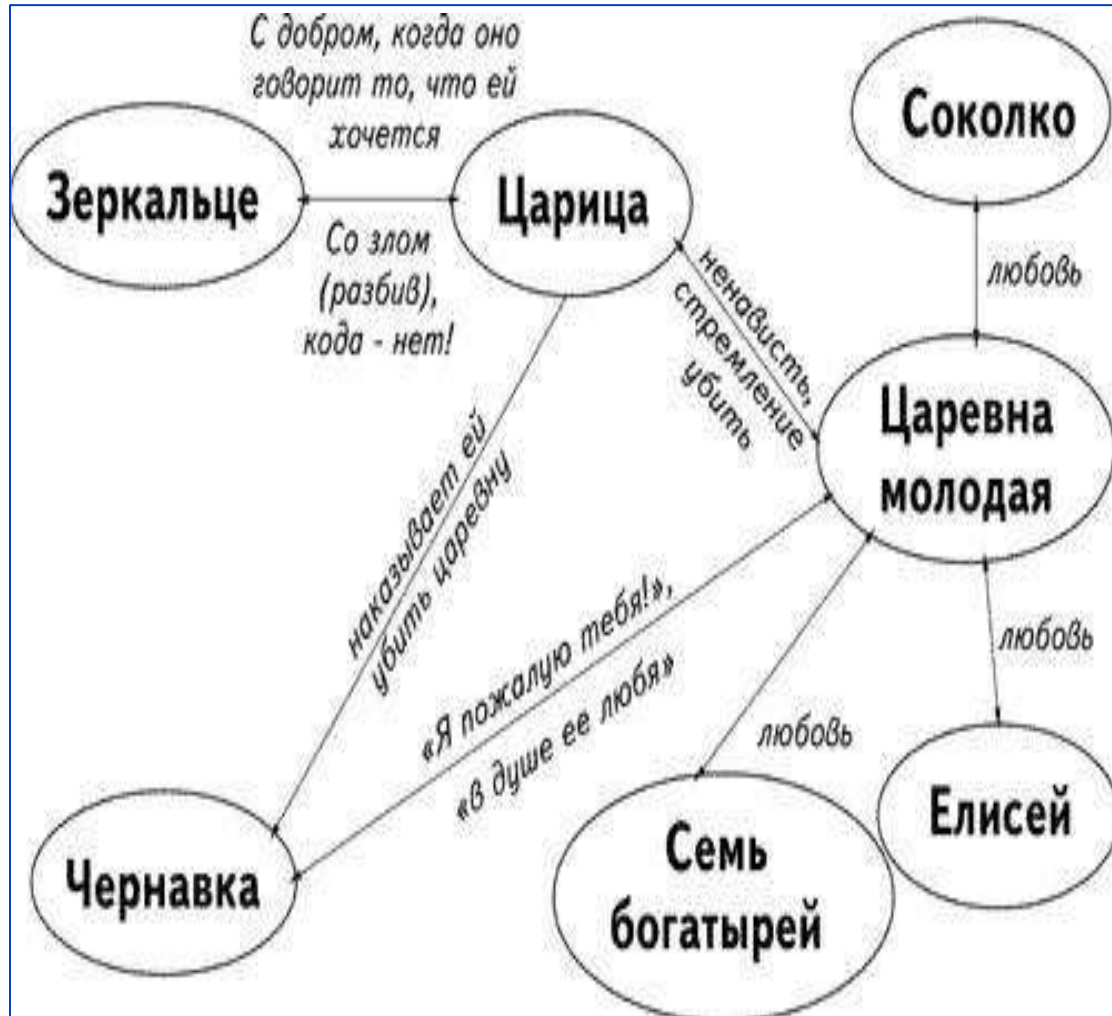 С добром, когда оно
говорит то, что ей
хочется
Зеркальце
Царица
Соколко
Со злом
(разбив),
кода - нет!
ненависть,
стремление
убить
любовь
Царевна
молодая
наказывает ей
убить царевну
«Я пожалую тебя!»,
«в душе ее любя»
любовь
любовь
Чернавка
Семь
богатырей
Елисей